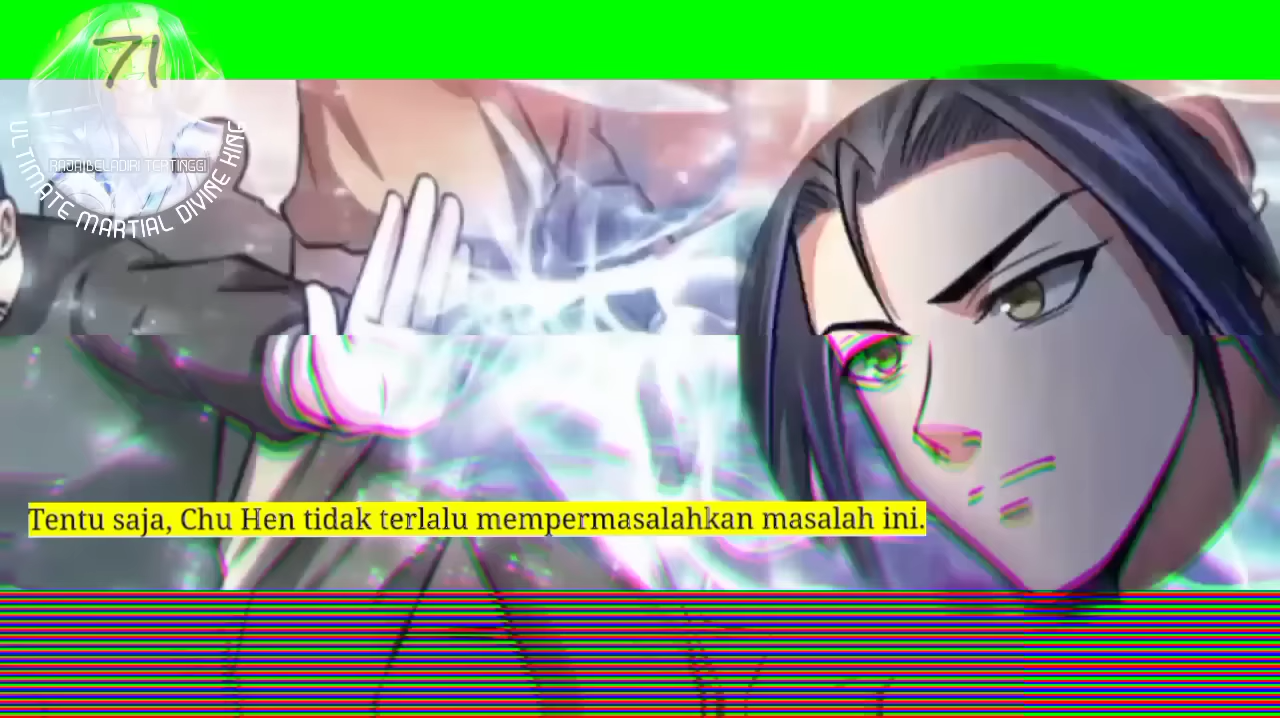 71
RAJA BELADIRI TERTINGGI
ULTIMATE MARTIAL DIVINE KING
Tentu saja, Chu Hen tidak terlalu mempermasalahkan masalah ini.